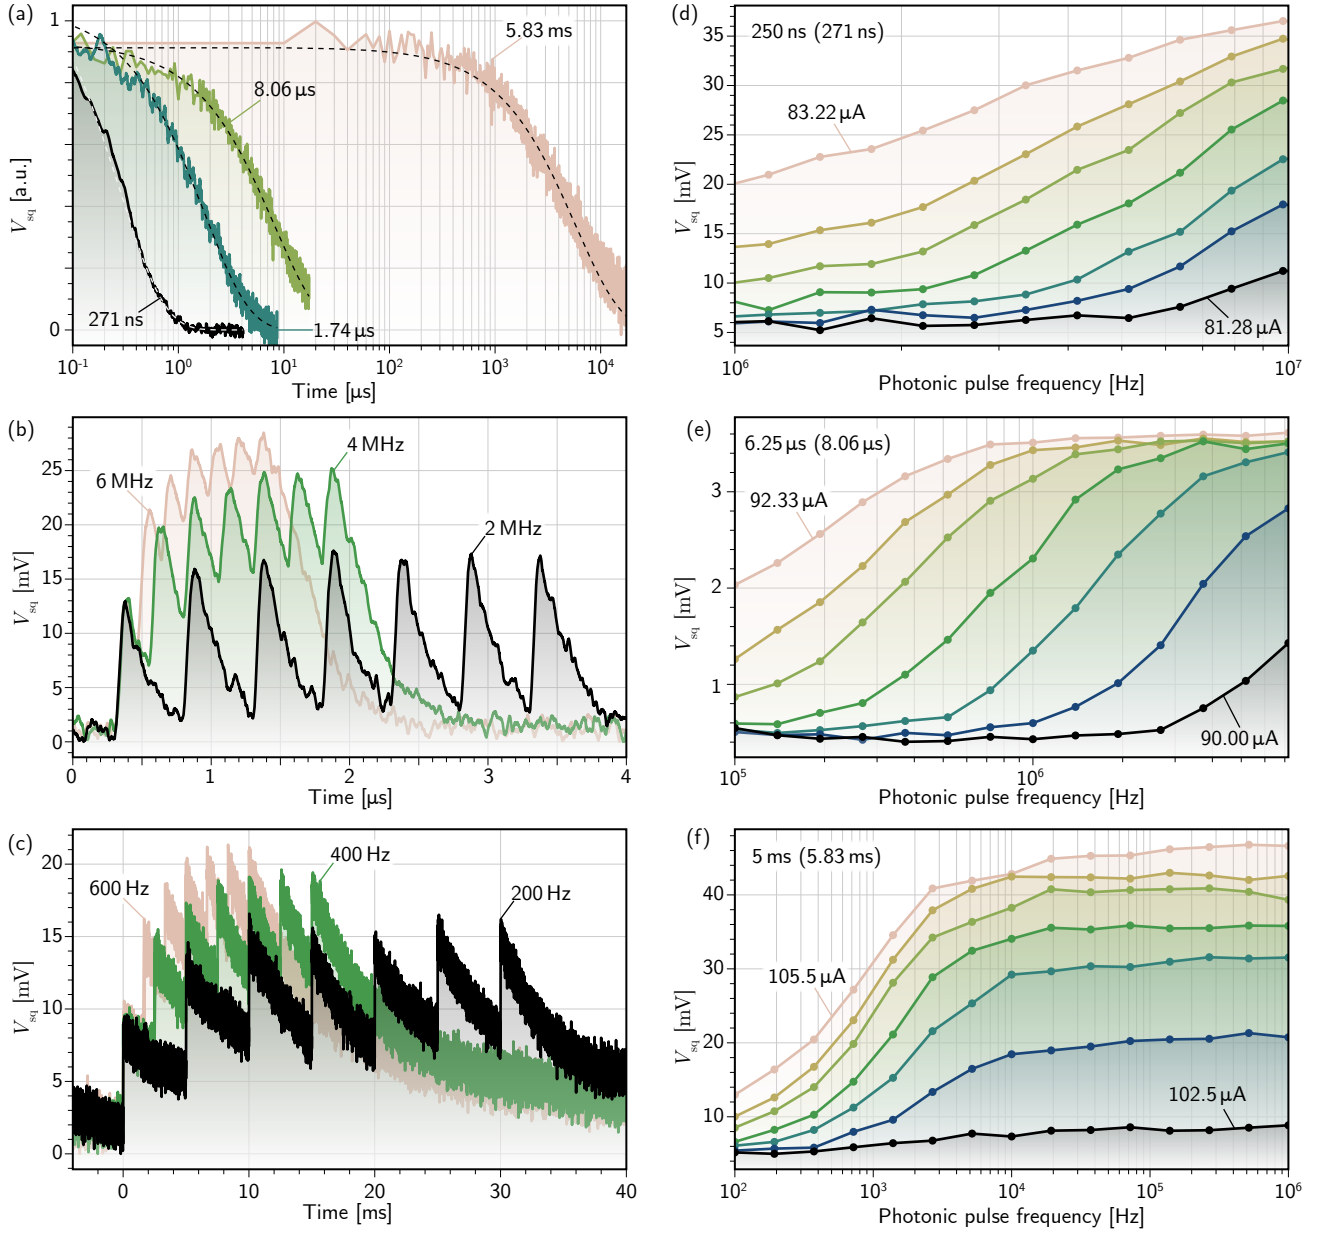 (a)
1
0
V_sq [a.u.]
5.83 ms
8.06 µs
271 ns
1.74 µs
10^-1
10^0
10^1
10^2
10^3
10^4
Time [µs]
(b)
25
20
15
10
5
0
V_sq [mV]
6 MHz
4 MHz
2 MHz
0
1
2
3
4
Time [µs]
(c)
20
15
10
5
0
V_sq [mV]
600 Hz
400 Hz
200 Hz
0
10
20
30
40
Time [ms]
(d)
35
30
25
20
15
10
5
V_sq [mV]
250 ns (271 ns)
83.22 µA
81.28 µA
10^6
10^7
Photonic pulse frequency [Hz]
(e)
3
2
1
V_sq [mV]
6.25 µs (8.06 µs)
92.33 µA
90.00 µA
10^5
10^6
Photonic pulse frequency [Hz]
(f)
40
30
20
10
V_sq [mV]
5 ms (5.83 ms)
105.5 µA
102.5 µA
10^2
10^3
10^4
10^5
10^6
Photonic pulse frequency [Hz]